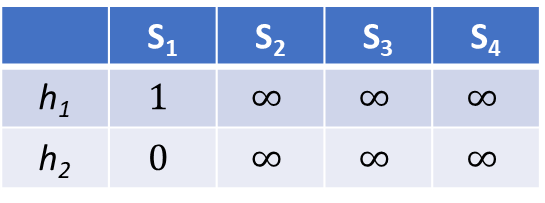 S₁ S₂ S₃ S₄
h₁ 1 ∞ ∞ ∞
h₂ 0 ∞ ∞ ∞